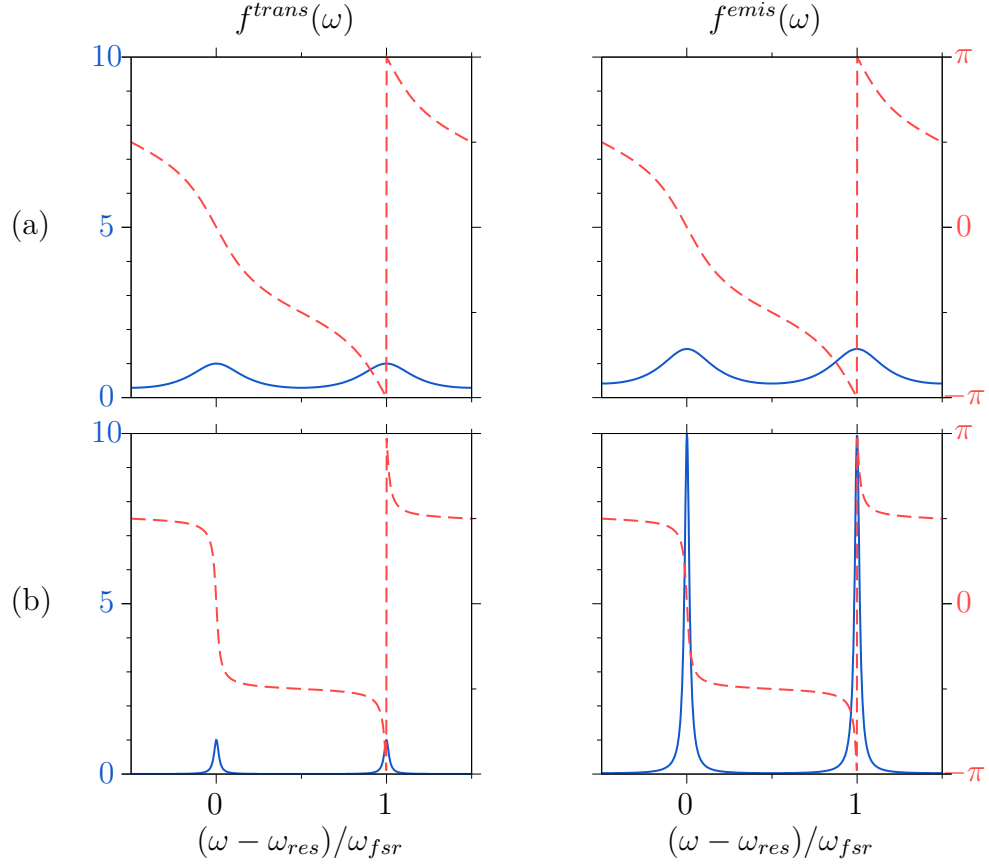 f^{trans}(ω) f^{emis}(ω)
10 π
(a) 5 0
0 −π
10 π
(b) 5 0
0 −π
0 1 0 1
(ω − ω_{res})/ω_{fsr} (ω − ω_{res})/ω_{fsr}